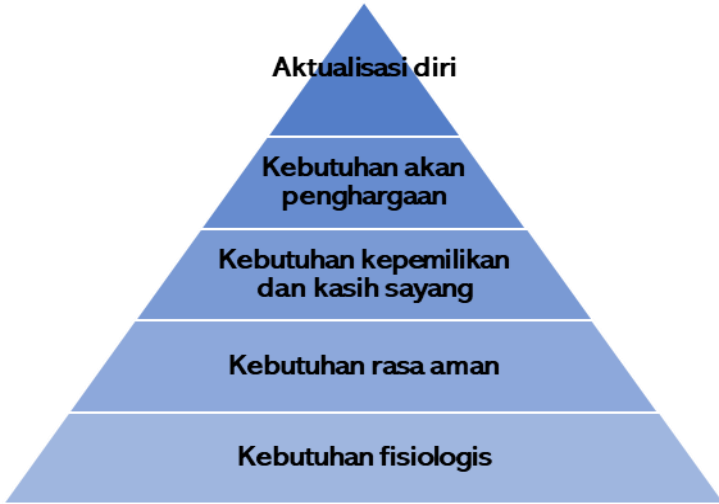 Aktualisasi diri
Kebutuhan akan
penghargaan
Kebutuhan kepemilikan
dan kasih sayang
Kebutuhan rasa aman
Kebutuhan fisiologis